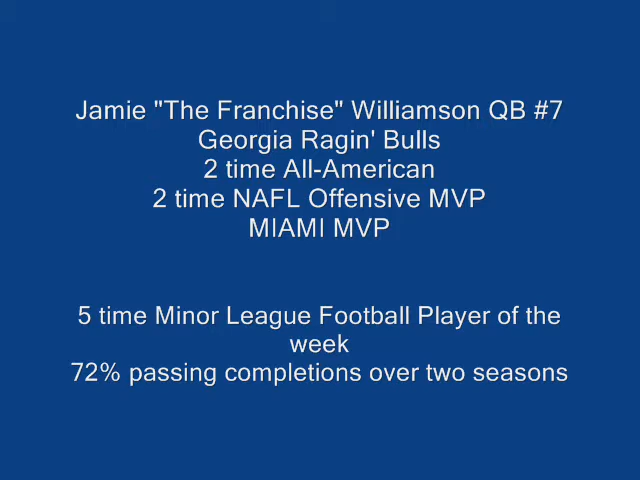 Jamie "The Franchise" Williamson QB #7
Georgia Ragin' Bulls
2 time All-American
2 time NAFL Offensive MVP
MIAMI MVP
5 time Minor League Football Player of the
week
72% passing completions over two seasons